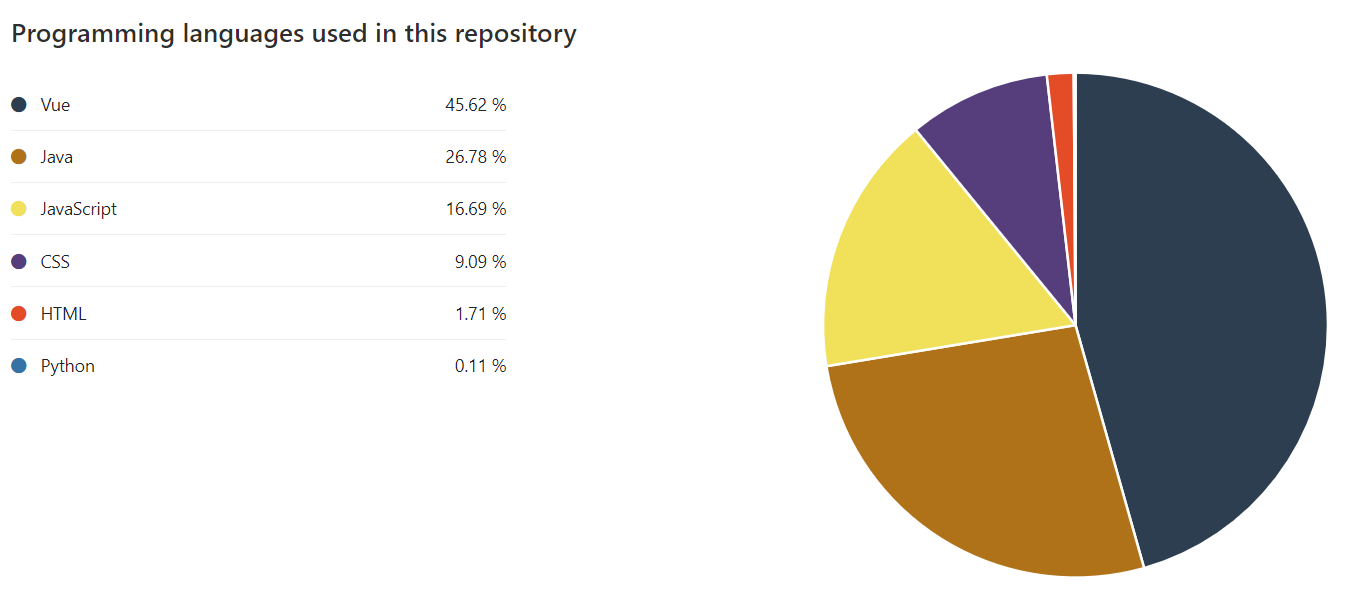 Programming languages used in this repository
Vue 45.62 %
Java 26.78 %
JavaScript 16.69 %
CSS 9.09 %
HTML 1.71 %
Python 0.11 %